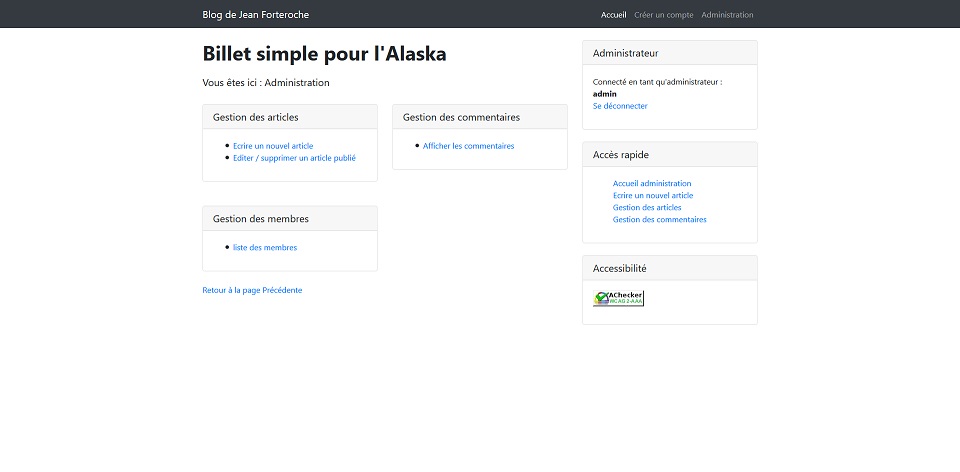 Blog de Jean Forteroche
Accueil Créer un compte Administration
Billet simple pour l'Alaska
Vous êtes ici : Administration
Gestion des articles
Ecrire un nouvel article
Editer / supprimer un article publié
Gestion des commentaires
Afficher les commentaires
Gestion des membres
liste des membres
Retour à la page Précédente
Administrateur
Connecté en tant qu'administrateur :
admin
Se déconnecter
Accès rapide
Accueil administration
Ecrire un nouvel article
Gestion des articles
Gestion des commentaires
Accessibilité
AChecker
WCAG 2-AAA